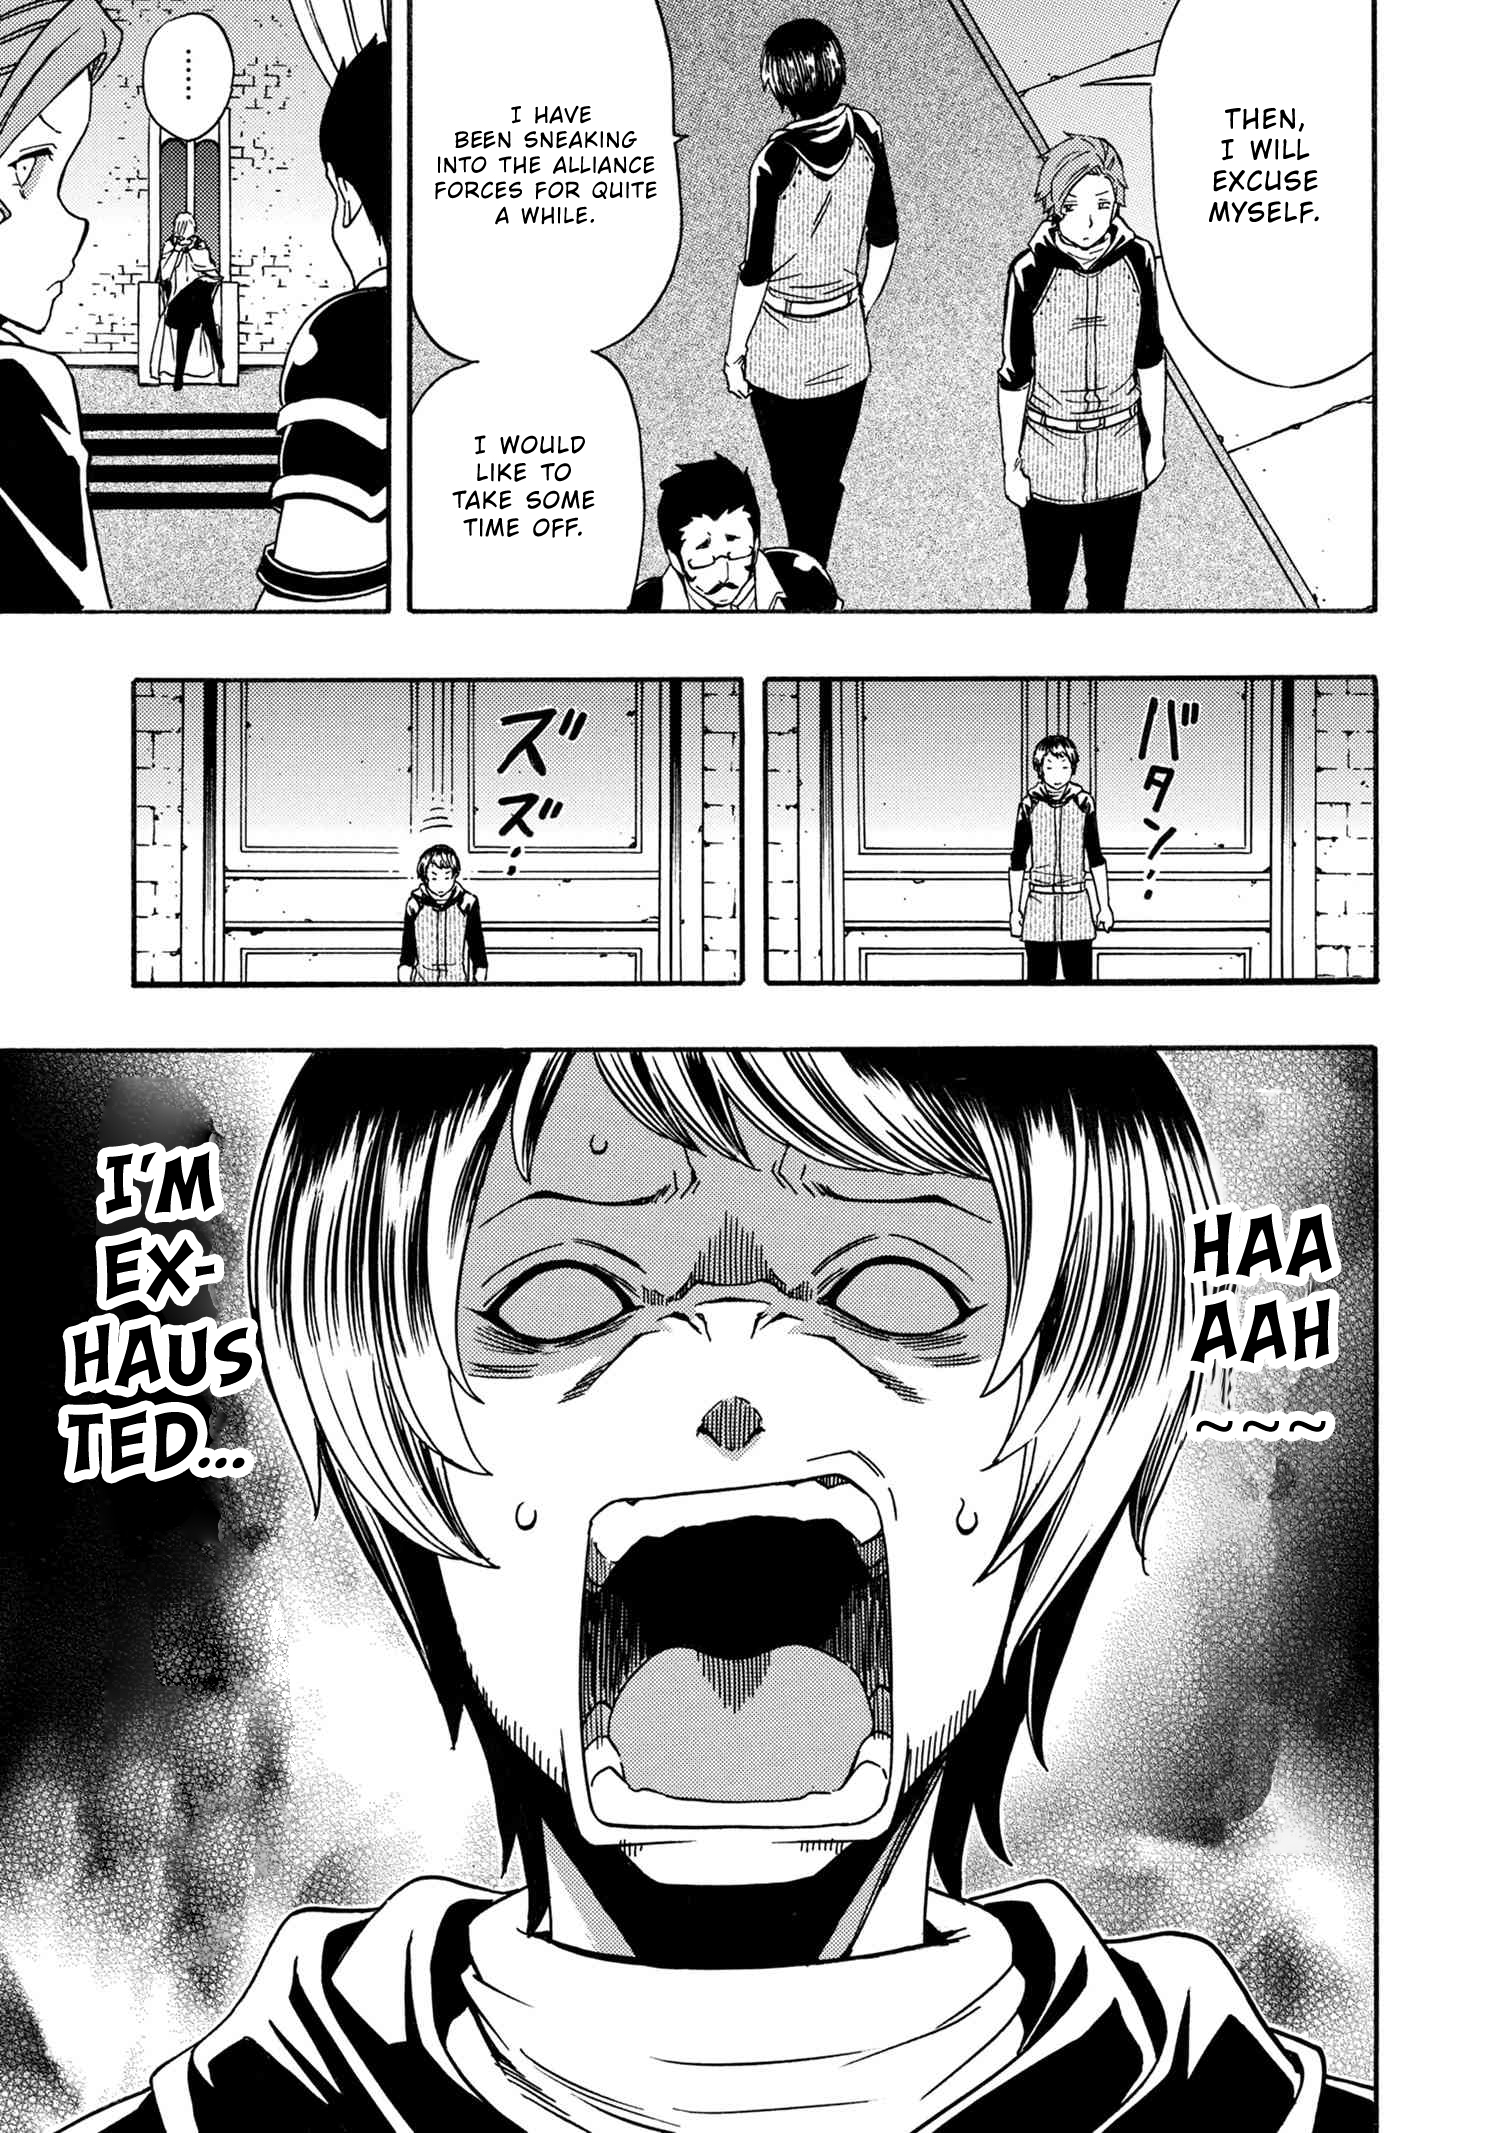 THEN,
I WILL
EXCUSE
MYSELF.
I HAVE
BEEN SNEAKING
INTO THE ALLIANCE
FORCES FOR QUITE
A WHILE.
I WOULD
LIKE TO
TAKE SOME
TIME OFF.
……
バタン・
ズズ・
HAA
AAH
~~~
I'M
EX-
HAUS
TED...